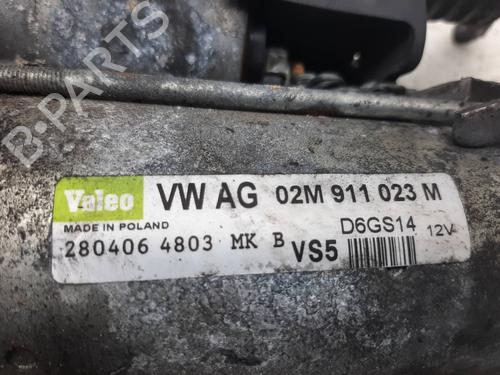 B-PARTS
Valeo VW AG 02M 911 023 M
MADE IN POLAND D6GS14 12V
280406 4803 MK B VS5